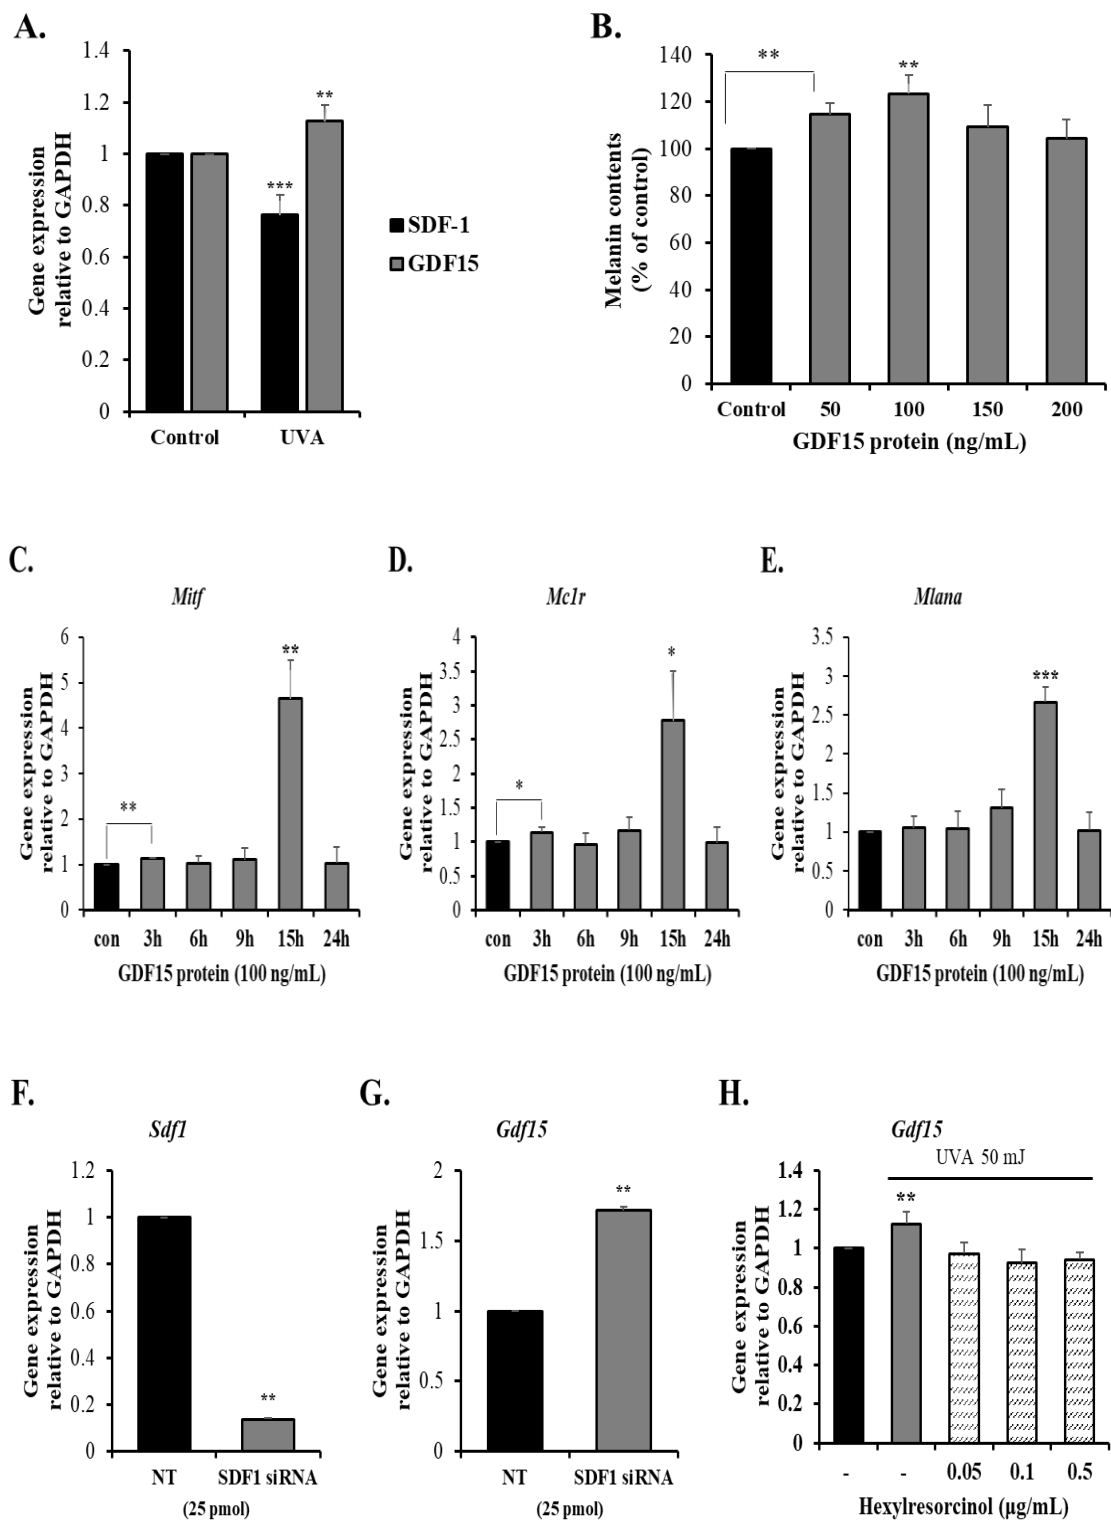 A.
1.4
1.2
1
0.8
0.6
0.4
0.2
0
Gene expression
relative to GAPDH
***
**
Control
UVA
SDF-1
GDF15
B.
140
120
100
80
60
40
20
0
Melanin contents
(% of control)
**
**
Control 50 100 150 200
GDF15 protein (ng/mL)
C.
Mitf
6
5
4
3
2
1
0
Gene expression
relative to GAPDH
**
**
con 3h 6h 9h 15h 24h
GDF15 protein (100 ng/mL)
D.
Mc1r
4
3.5
3
2.5
2
1.5
1
0.5
0
Gene expression
relative to GAPDH
*
*
con 3h 6h 9h 15h 24h
GDF15 protein (100 ng/mL)
E.
Mlana
3.5
3
2.5
2
1.5
1
0.5
0
Gene expression
relative to GAPDH
***
con 3h 6h 9h 15h 24h
GDF15 protein (100 ng/mL)
F.
Sdf1
1.2
1
0.8
0.6
0.4
0.2
0
Gene expression
relative to GAPDH
**
NT SDF1 siRNA
(25 pmol)
G.
Gdf15
2
1.5
1
0.5
0
Gene expression
relative to GAPDH
**
NT SDF1 siRNA
(25 pmol)
H.
Gdf15
UVA 50 mJ
1.4
1.2
1
0.8
0.6
0.4
0.2
0
Gene expression
relative to GAPDH
**
- - 0.05 0.1 0.5
Hexylresorcinol (μg/mL)